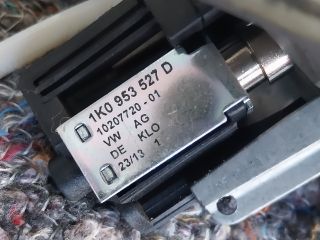 1K0 953 527 D
10207720-01
VW AG
DE KLO
23/13 1